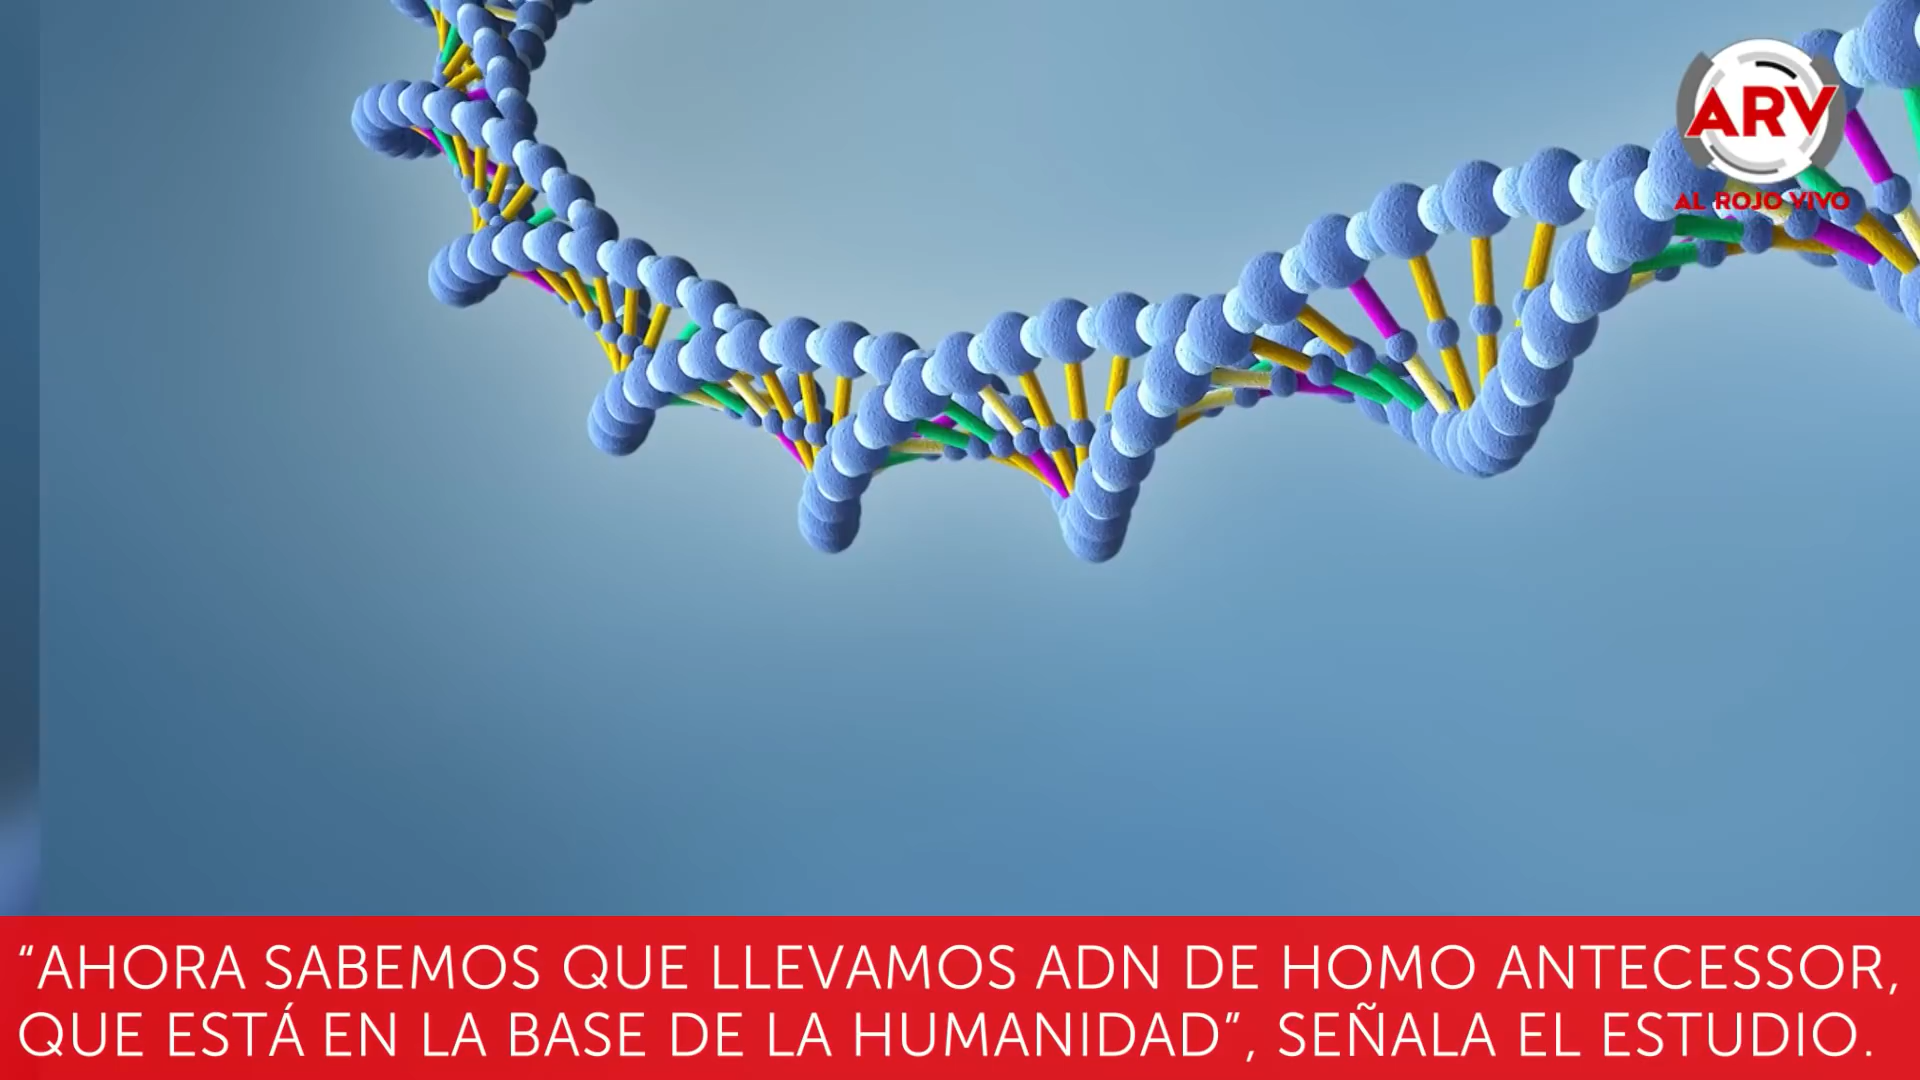 ARV
AL ROJO VIVO
“AHORA SABEMOS QUE LLEVAMOS ADN DE HOMO ANTECESSOR,
QUE ESTÁ EN LA BASE DE LA HUMANIDAD”, SEÑALA EL ESTUDIO.